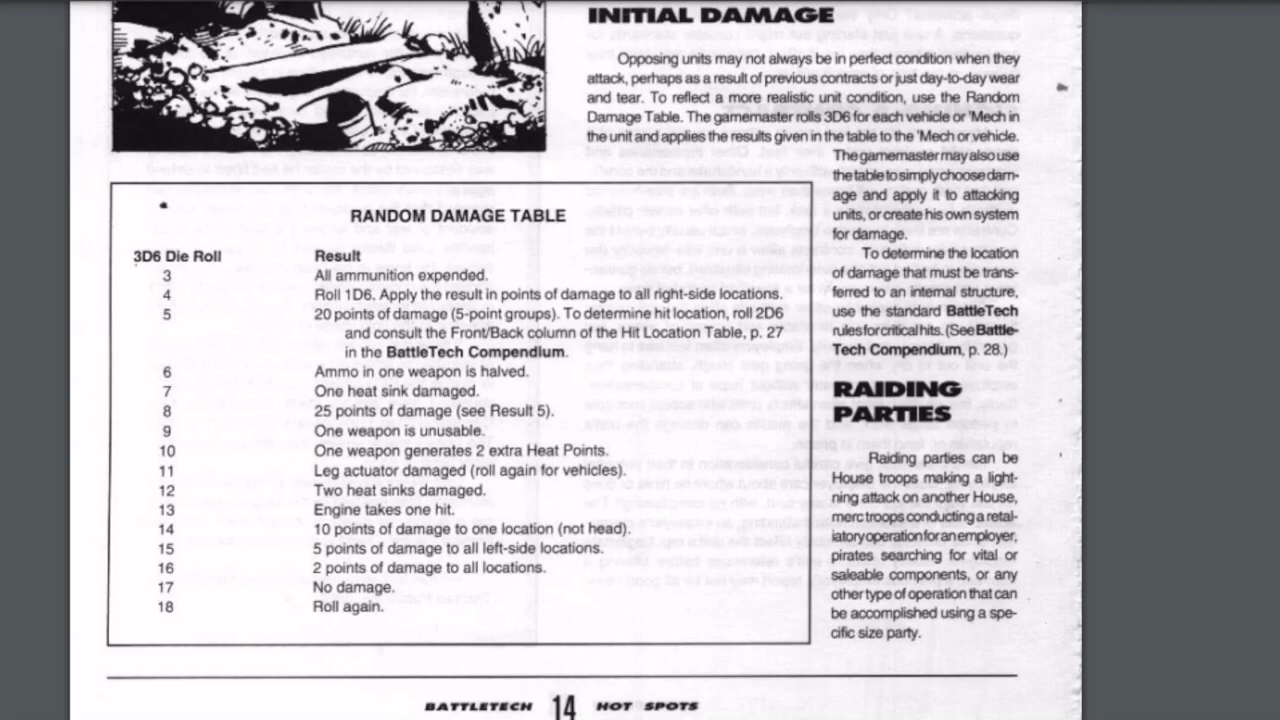 INITIAL DAMAGE
Opposing units may not always be in perfect condition when they
attack, perhaps as a result of previous contracts or just day-to-day wear
and tear. To reflect a more realistic unit condition, use the Random
Damage Table. The gamemaster rolls 3D6 for each vehicle or 'Mech in
the unit and applies the results given in the table to the 'Mech or vehicle.
The gamemaster may also use
the table to simply choose dam-
age and apply it to attacking
units, or create his own system
for damage.
To determine the location
of damage that must be trans-
ferred to an internal structure,
use the standard BattleTech
rules for critical hits. (See Battle-
Tech Compendium, p. 28.)
RAIDING
PARTIES
Raiding parties can be
House troops making a light-
ning attack on another House,
merc troops conducting a retal-
iatory operation for an employer,
pirates searching for vital or
saleable components, or any
other type of operation that can
be accomplished using a spe-
cific size party.
RANDOM DAMAGE TABLE
3D6 Die Roll Result
3 All ammunition expended.
4 Roll 1D6. Apply the result in points of damage to all right-side locations.
5 20 points of damage (5-point groups). To determine hit location, roll 2D6
and consult the Front/Back column of the Hit Location Table, p. 27
in the BattleTech Compendium.
6 Ammo in one weapon is halved.
7 One heat sink damaged.
8 25 points of damage (see Result 5).
9 One weapon is unusable.
10 One weapon generates 2 extra Heat Points.
11 Leg actuator damaged (roll again for vehicles).
12 Two heat sinks damaged.
13 Engine takes one hit.
14 10 points of damage to one location (not head).
15 5 points of damage to all left-side locations.
16 2 points of damage to all locations.
17 No damage.
18 Roll again.
BATTLETECH 14 HOT SPOTS